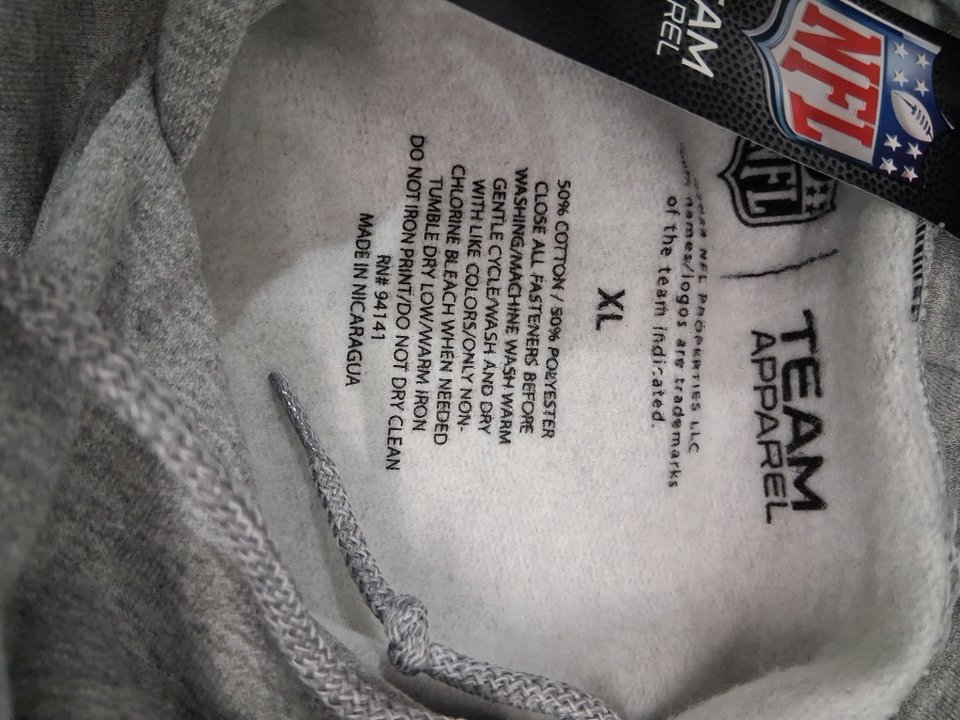 TEAM
APPAREL
NFL
NFL
TEAM
APPAREL
NFL PROPERTIES LLC
names/logos are trademarks
of the team indicated.
XL
50% COTTON / 50% POLYESTER
CLOSE ALL FASTENERS BEFORE
WASHING/MACHINE WASH WARM
GENTLE CYCLE/WASH AND DRY
WITH LIKE COLORS/ONLY NON-
CHLORINE BLEACH WHEN NEEDED
TUMBLE DRY LOW/WARM IRON
DO NOT IRON PRINT/DO NOT DRY CLEAN
RN# 94141
MADE IN NICARAGUA